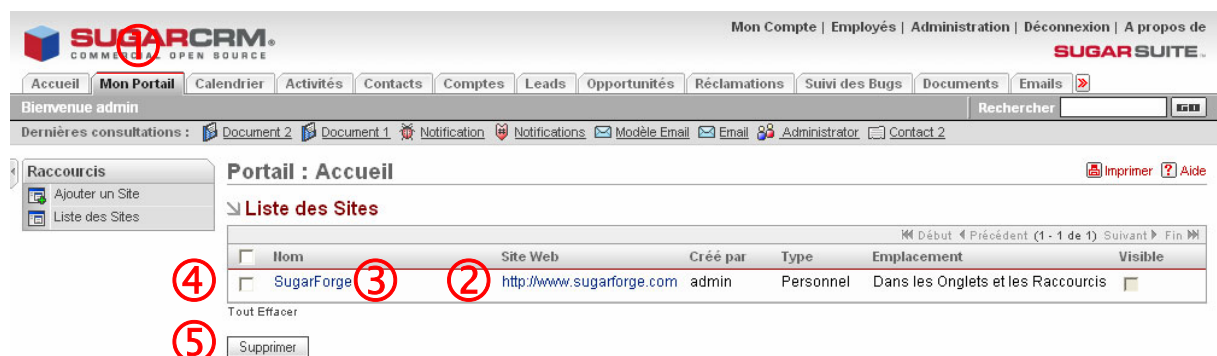 Mon Compte | Employés | Administration | Déconnexion | A propos de
① SUGARCRM.
COMMERCIAL OPEN SOURCE
SUGARSUITE
Accueil Mon Portail Calendrier Activités Contacts Comptes Leads Opportunités Réclamations Suivi des Bugs Documents Emails
Bienvenue admin Rechercher GO
Dernières consultations : Document 2 Document 1 Notification Notifications Modèle Email Email Administrator Contact 2
Raccourcis
Ajouter un Site
Liste des Sites
Portail : Accueil Imprimer ? Aide
Liste des Sites
Début Précédent (1 - 1 de 1) Suivant Fin
Nom Site Web Créé par Type Emplacement Visible
④ SugarForge ③ ② http://www.sugarforge.com admin Personnel Dans les Onglets et les Raccourcis
Tout Effacer
⑤ Supprimer